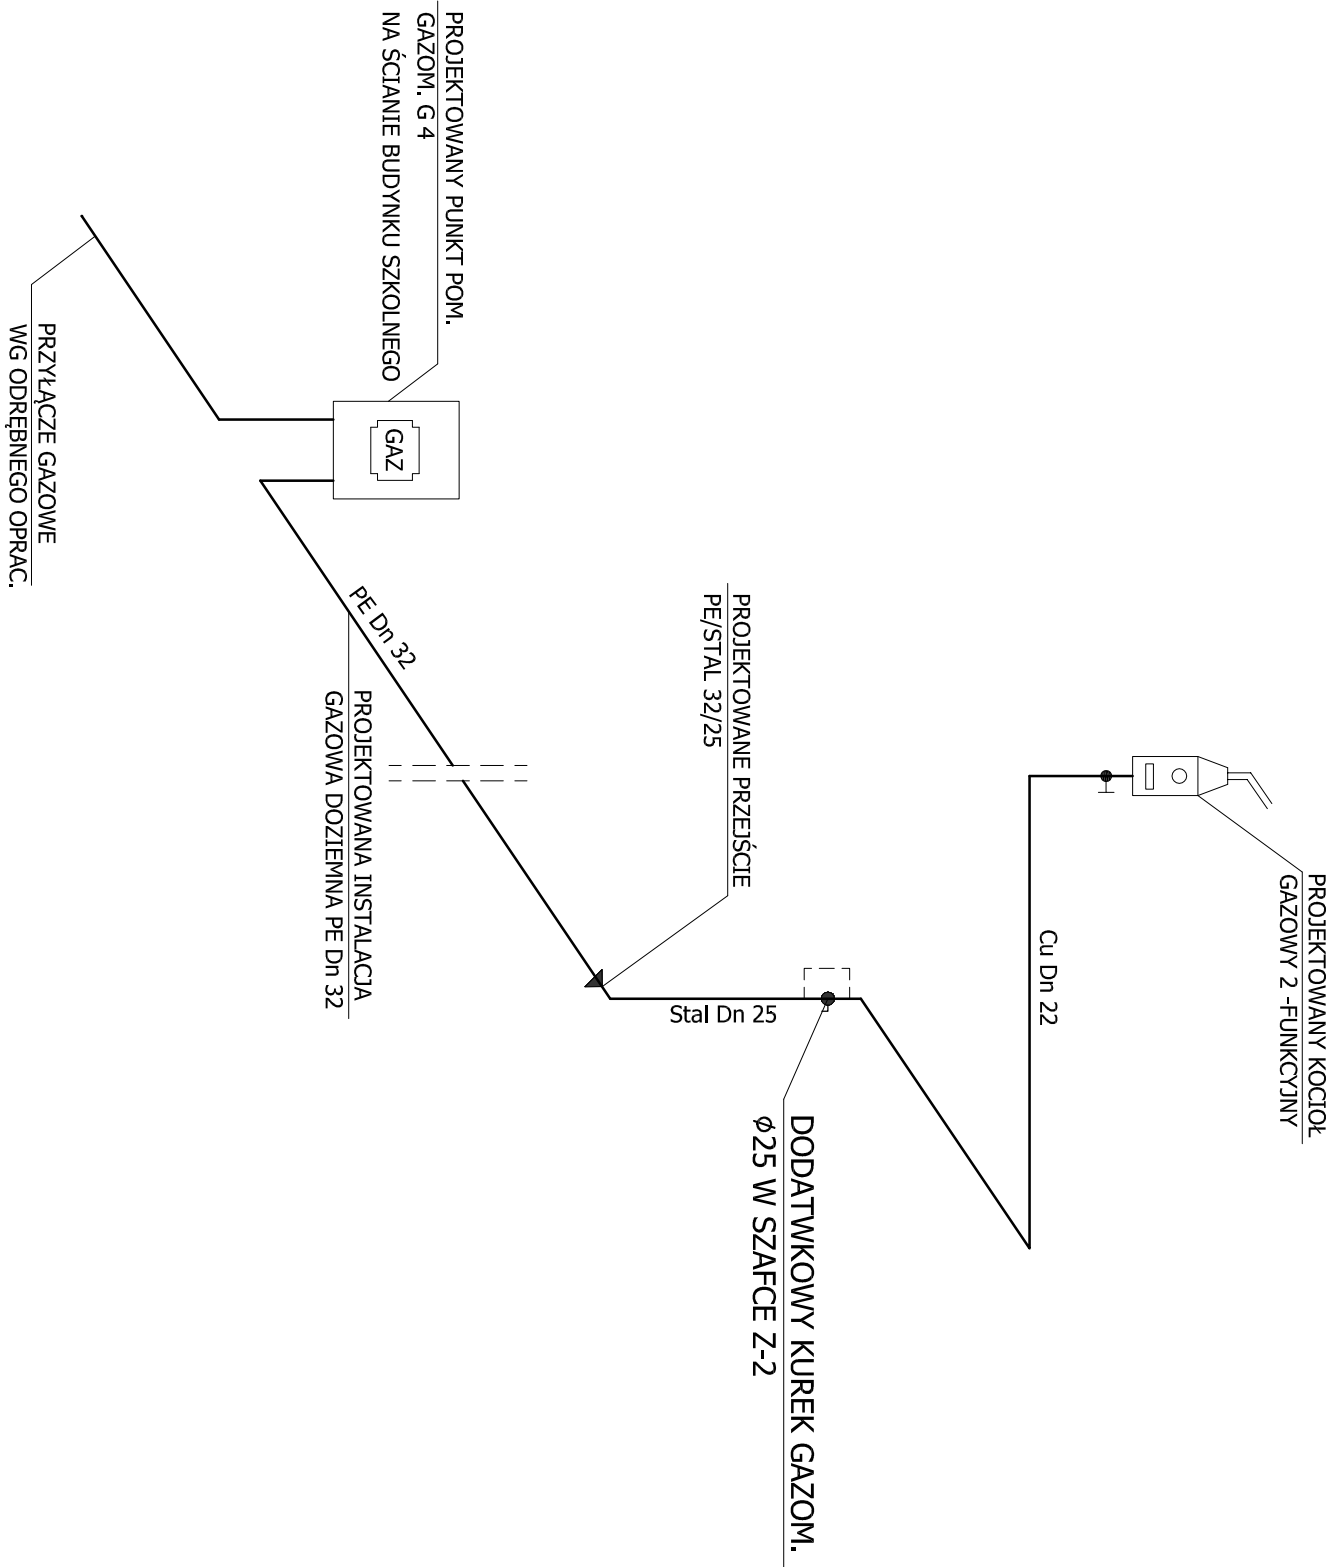 PROJEKTOWANY KOCIOŁ
GAZOWY 2 -FUNKCYJNY
Cu Dn 22
DODATWKOWY KUREK GAZOM.
ϕ25 W SZAFCE Z-2
Stal Dn 25
PROJEKTOWANE PRZEJŚCIE
PE/STAL 32/25
PROJEKTOWANY PUNKT POM.
GAZOM. G 4
NA ŚCIANIE BUDYNKU SZKOLNEGO
GAZ
PE Dn 32
PROJEKTOWANA INSTALACJA
GAZOWA DOZIEMNA PE Dn 32
PRZYŁĄCZE GAZOWE
WG ODRĘBNEGO OPRAC.